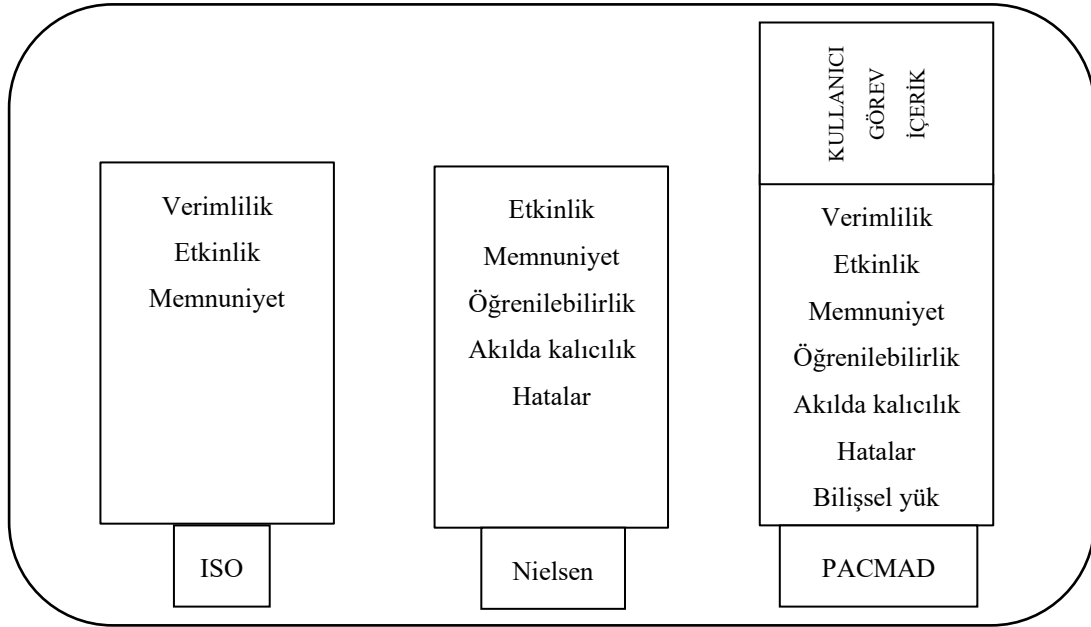 Verimlilik
Etkinlik
Memnuniyet
ISO
Etkinlik
Memnuniyet
Öğrenilebilirlik
Akılda kalıcılık
Hatalar
Nielsen
KULLANICI
GÖREV
İÇERİK
Verimlilik
Etkinlik
Memnuniyet
Öğrenilebilirlik
Akılda kalıcılık
Hatalar
Bilişsel yük
PACMAD